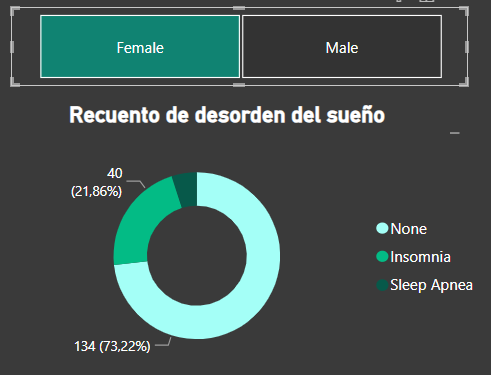 Female
Male
Recuento de desorden del sueño
40
(21,86%)
None
Insomnia
Sleep Apnea
134 (73,22%)